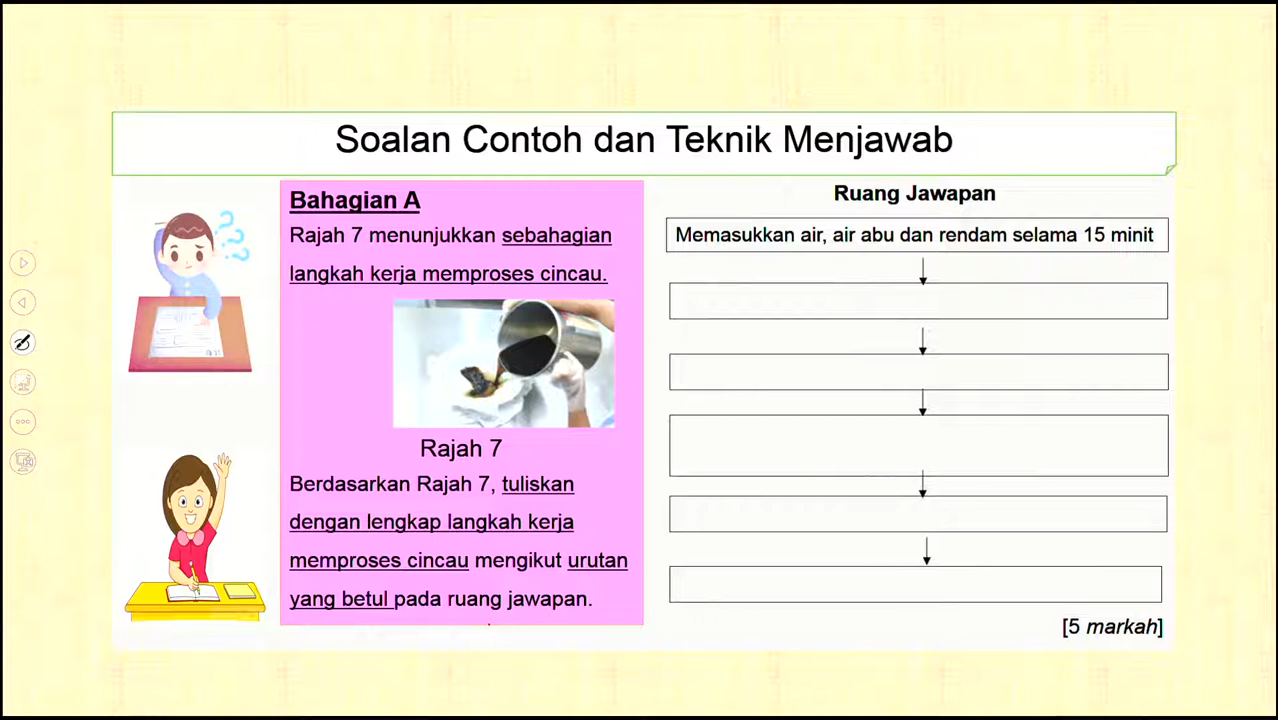 Soalan Contoh dan Teknik Menjawab
Bahagian A
Rajah 7 menunjukkan sebahagian
langkah kerja memproses cincau.
Rajah 7
Berdasarkan Rajah 7, tuliskan
dengan lengkap langkah kerja
memproses cincau mengikut urutan
yang betul pada ruang jawapan.
Ruang Jawapan
Memasukkan air, air abu dan rendam selama 15 minit
[5 markah]